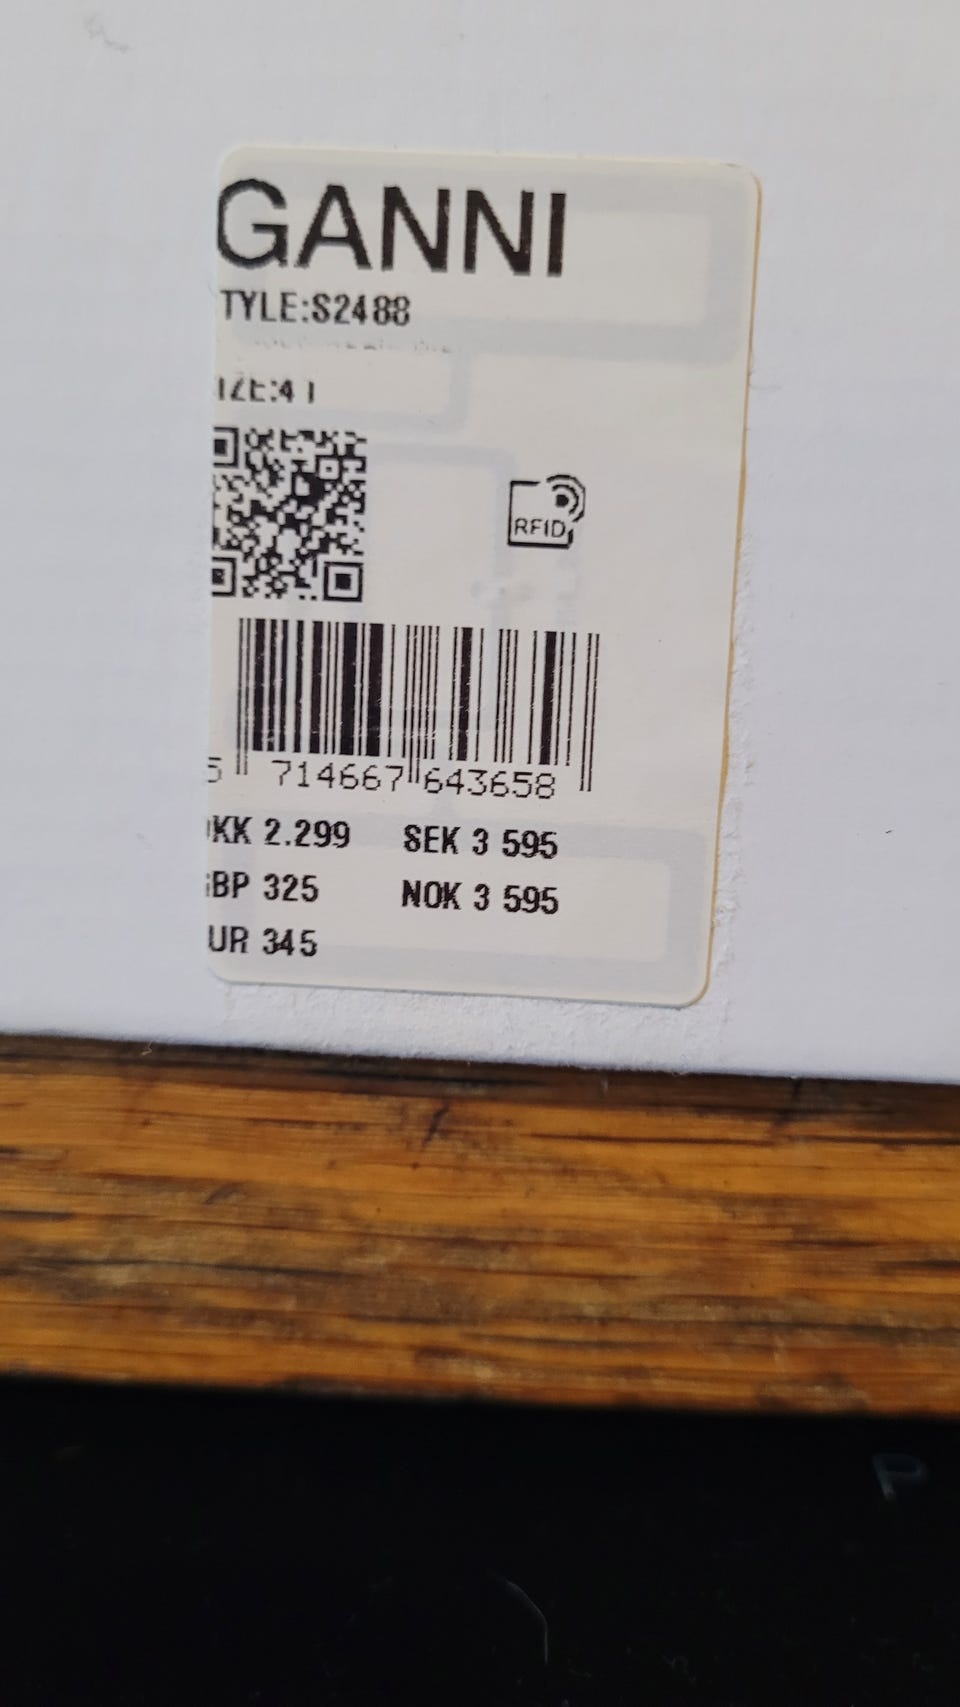 GANNI
TYLE:S2488
IZE:41
RFID
5 714667 643658
KK 2.299 SEK 3 595
BP 325 NOK 3 595
UR 345
P